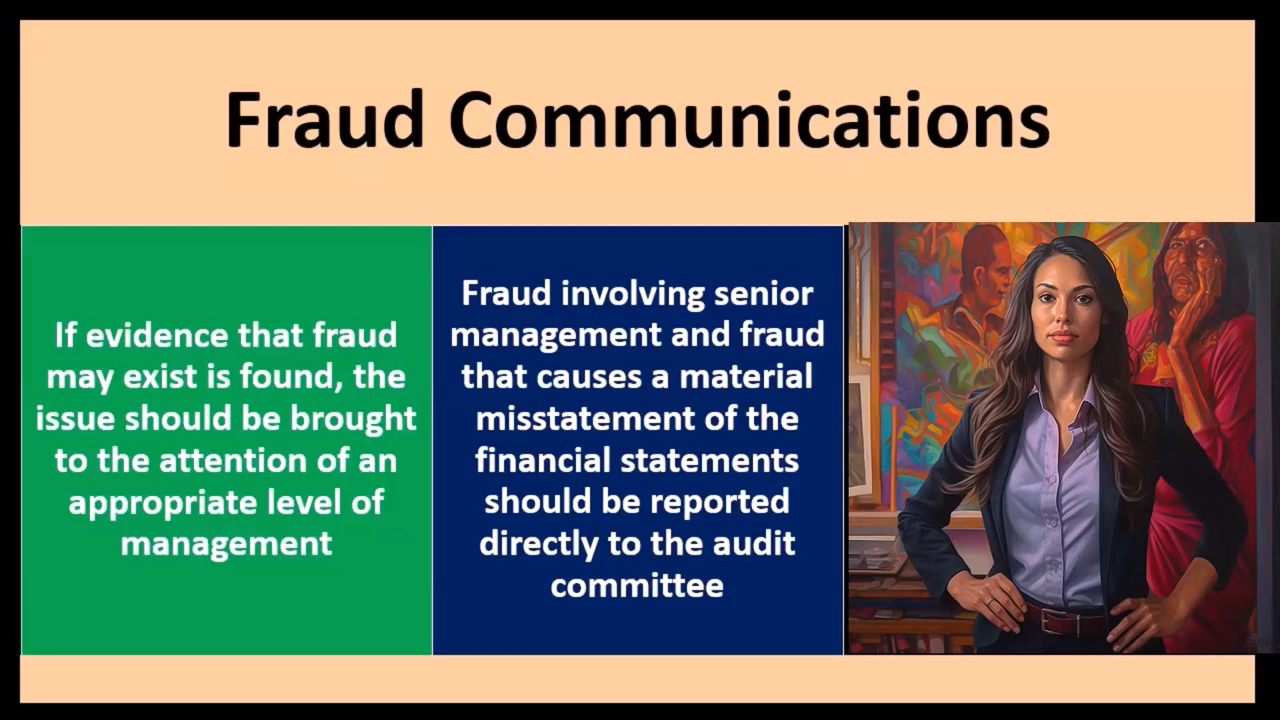 Fraud Communications
If evidence that fraud
may exist is found, the
issue should be brought
to the attention of an
appropriate level of
management
Fraud involving senior
management and fraud
that causes a material
misstatement of the
financial statements
should be reported
directly to the audit
committee